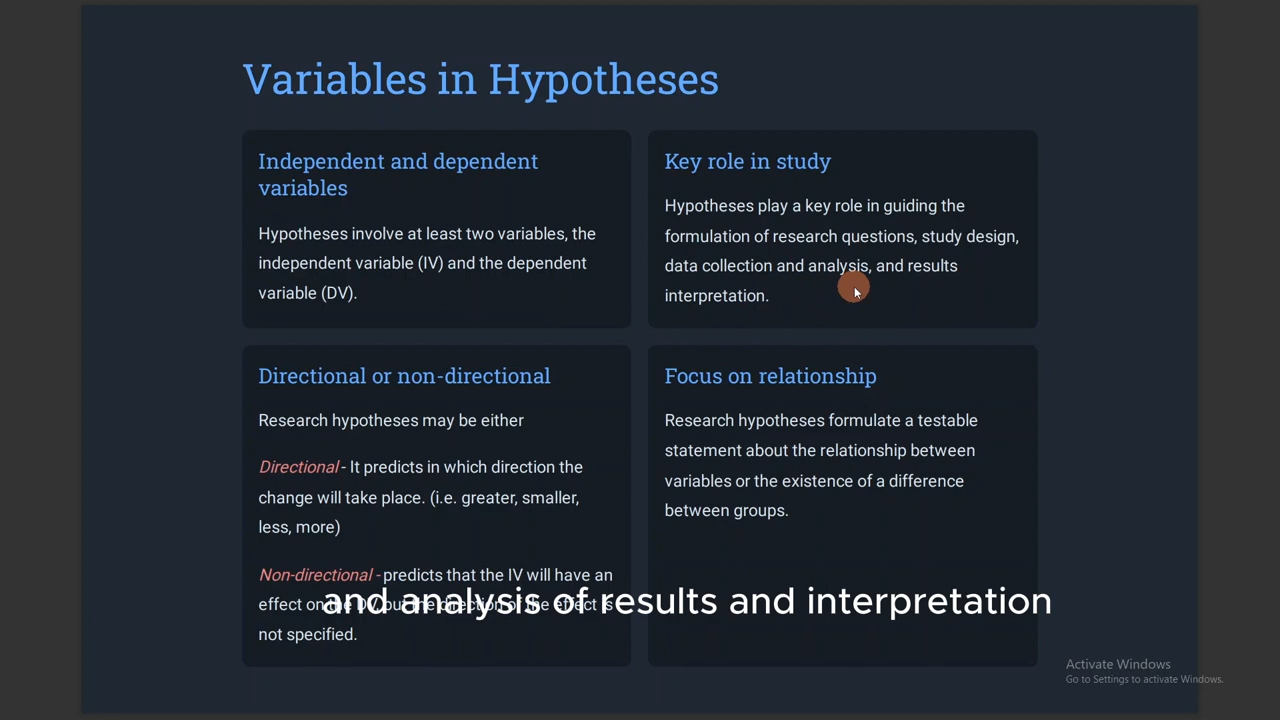 Variables in Hypotheses
Independent and dependent
variables
Hypotheses involve at least two variables, the
independent variable (IV) and the dependent
variable (DV).
Key role in study
Hypotheses play a key role in guiding the
formulation of research questions, study design,
data collection and analysis, and results
interpretation.
Directional or non-directional
Research hypotheses may be either
Directional - It predicts in which direction the
change will take place. (i.e. greater, smaller,
less, more)
Non-directional - predicts that the IV will have an
effect on the DV, but the direction of the effect is
not specified.
Focus on relationship
Research hypotheses formulate a testable
statement about the relationship between
variables or the existence of a difference
between groups.
and analysis of results and interpretation
Activate Windows
Go to Settings to activate Windows.